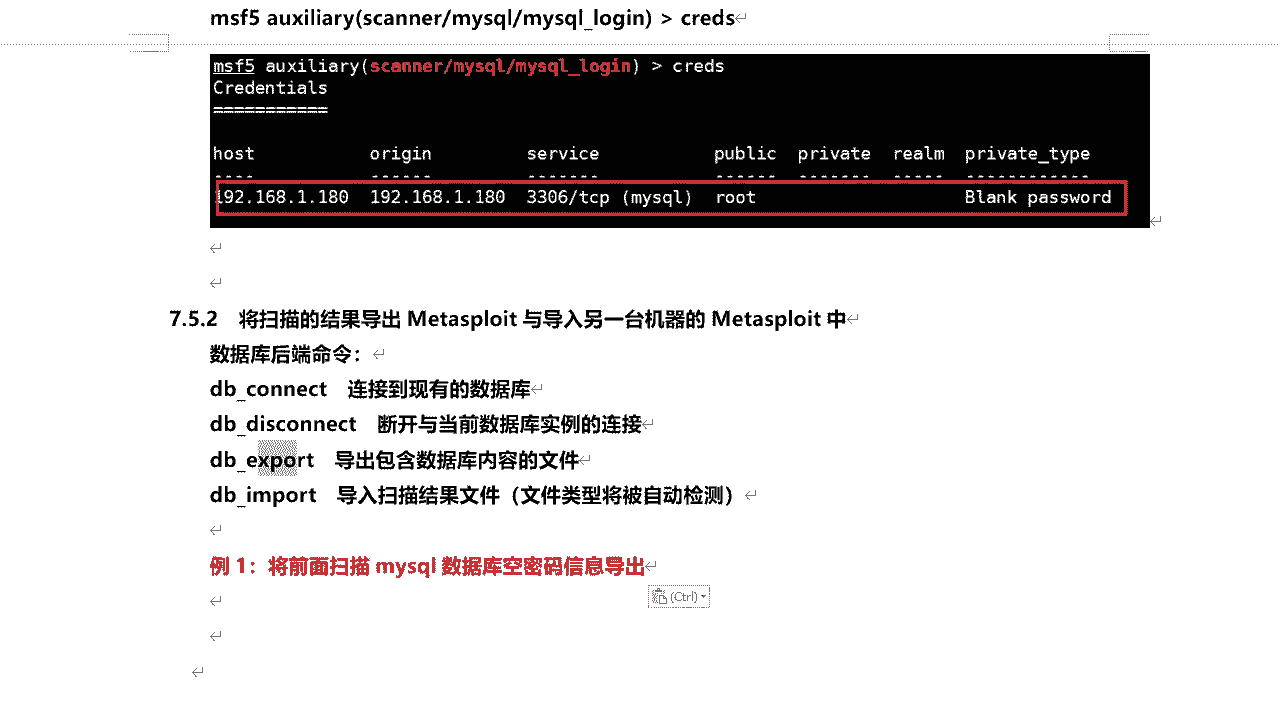 msf5 auxiliary(scanner/mysql/mysql_login) > creds
msf5 auxiliary(scanner/mysql/mysql_login) > creds
Credentials
===========
host origin service public private realm private_type
---- ------ ------- ------ ------- ----- ------------
192.168.1.180 192.168.1.180 3306/tcp (mysql) root Blank password
7.5.2 将扫描的结果导出 Metasploit 与导入另一台机器的 Metasploit 中
数据库后端命令：
db_connect 连接到现有的数据库
db_disconnect 断开与当前数据库实例的连接
db_export 导出包含数据库内容的文件
db_import 导入扫描结果文件（文件类型将被自动检测）
例 1：将前面扫描 mysql 数据库空密码信息导出
(Ctrl)